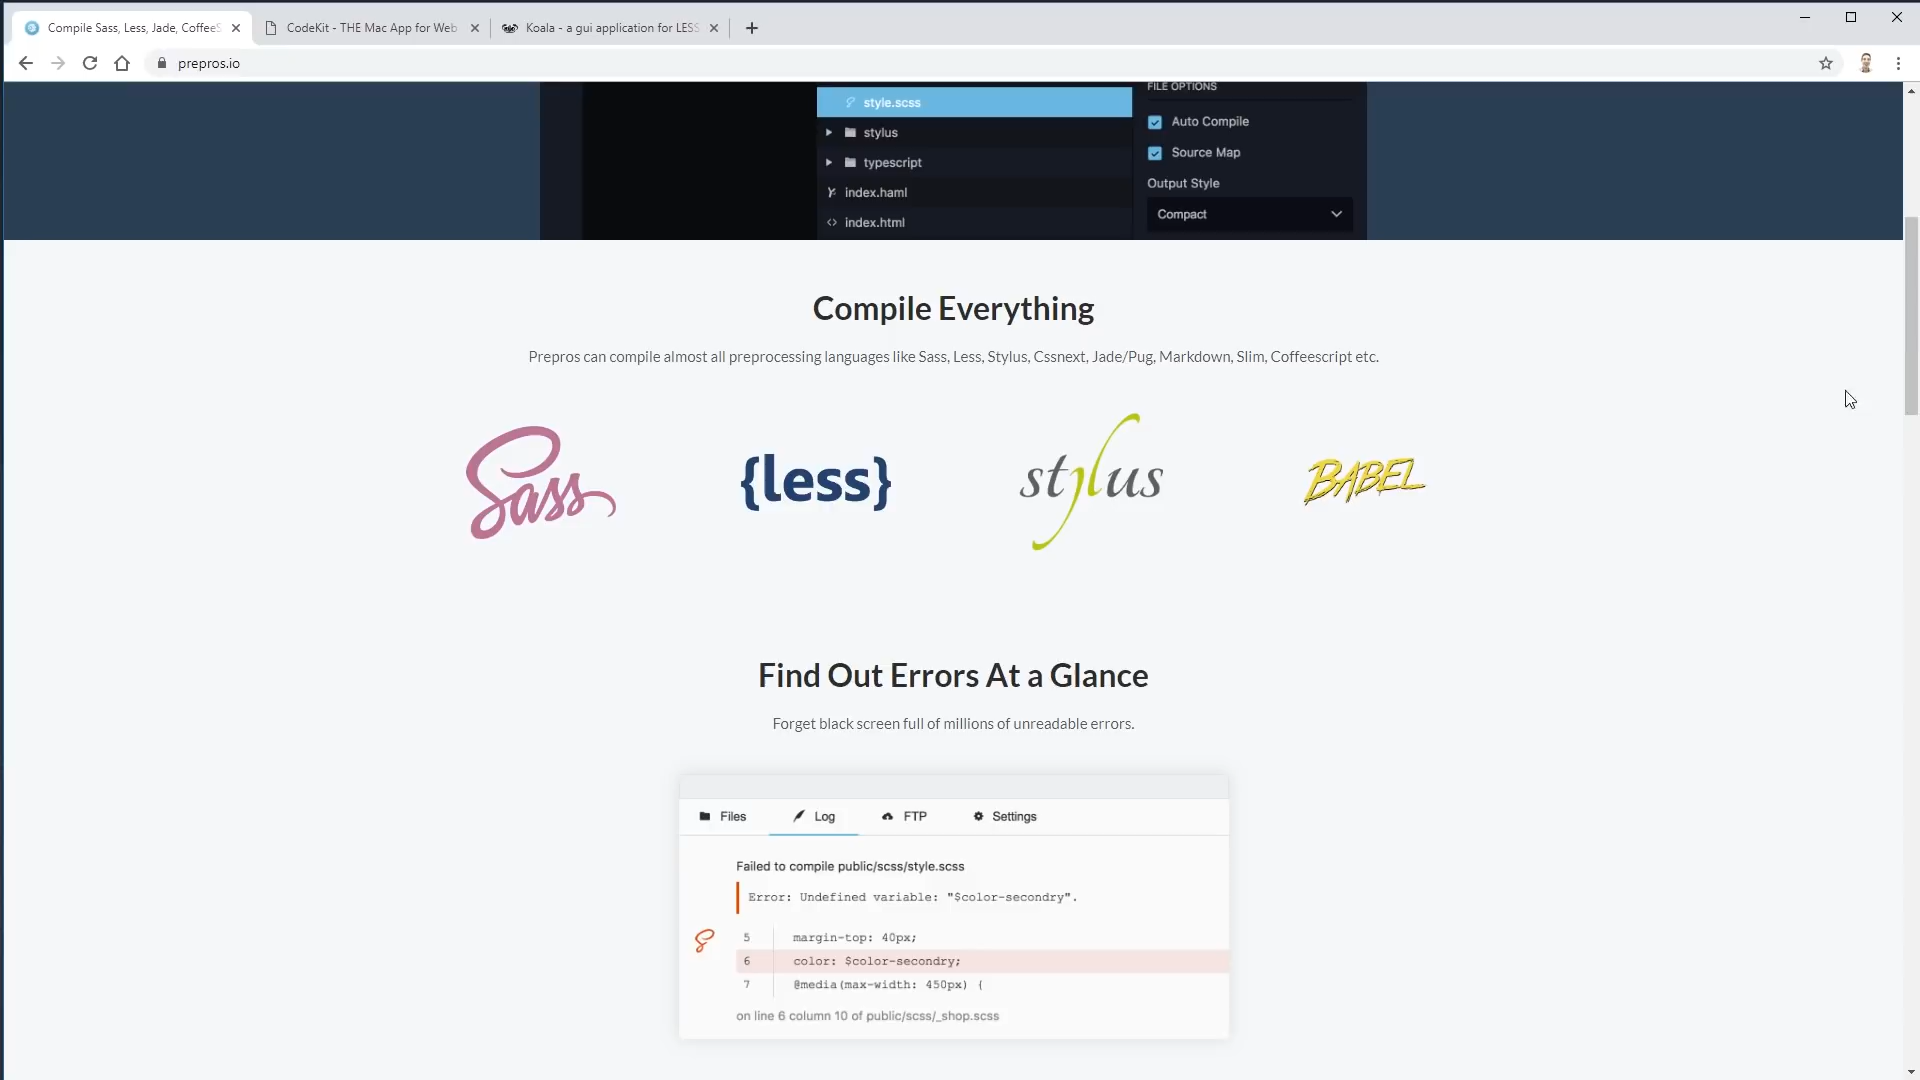 Compile Sass, Less, Jade, CoffeeS
CodeKit - THE Mac App for Web
Koala - a gui application for LESS
prepros.io
style.scss
stylus
typescript
index.haml
index.html
FILE OPTIONS
Auto Compile
Source Map
Output Style
Compact
Compile Everything
Prepros can compile almost all preprocessing languages like Sass, Less, Stylus, Cssnext, Jade/Pug, Markdown, Slim, Coffeescript etc.
Sass
{less}
stylus
BABEL
Find Out Errors At a Glance
Forget black screen full of millions of unreadable errors.
Files Log FTP Settings
Failed to compile public/scss/style.scss
Error: Undefined variable: "$color-secondry".
5 margin-top: 40px;
6 color: $color-secondry;
7 @media(max-width: 450px) {
on line 6 column 10 of public/scss/_shop.scss